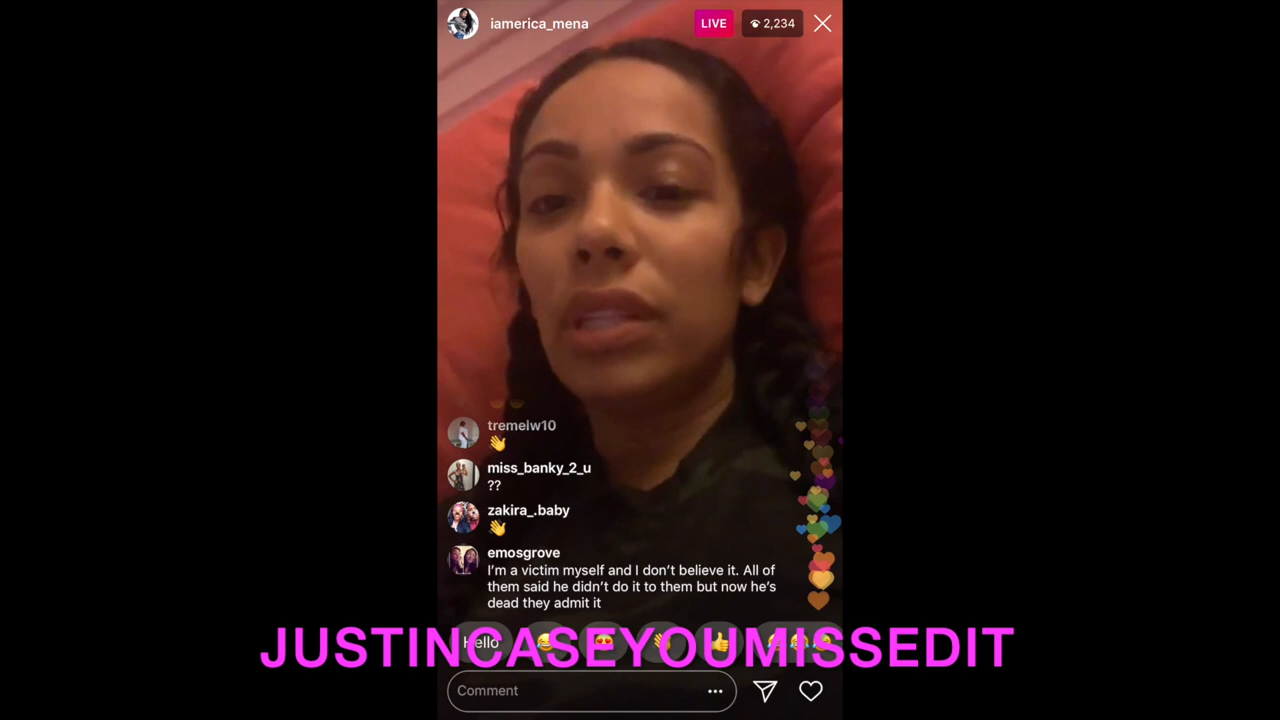 iamerica_mena
LIVE
2,234
tremelw10
👋
miss_banky_2_u
??
zakira_.baby
👋
emosgrove
I'm a victim myself and I don't believe it. All of
them said he didn't do it to them but now he's
dead they admit it
Hello
JUSTINCASEYOUMISSEDIT
Comment